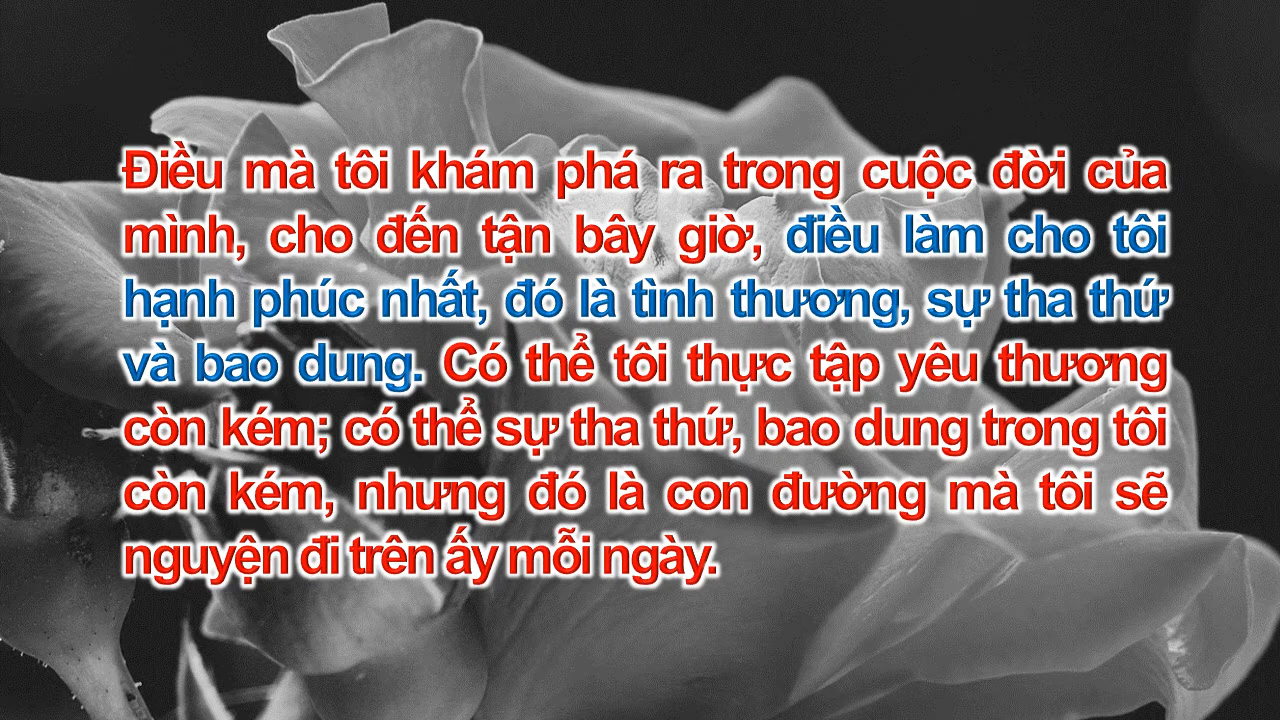 Điều mà tôi khám phá ra trong cuộc đời của
mình, cho đến tận bây giờ, điều làm cho tôi
hạnh phúc nhất, đó là tình thương, sự tha thứ
và bao dung. Có thể tôi thực tập yêu thương
còn kém; có thể sự tha thứ, bao dung trong tôi
còn kém, nhưng đó là con đường mà tôi sẽ
nguyện đi trên ấy mỗi ngày.